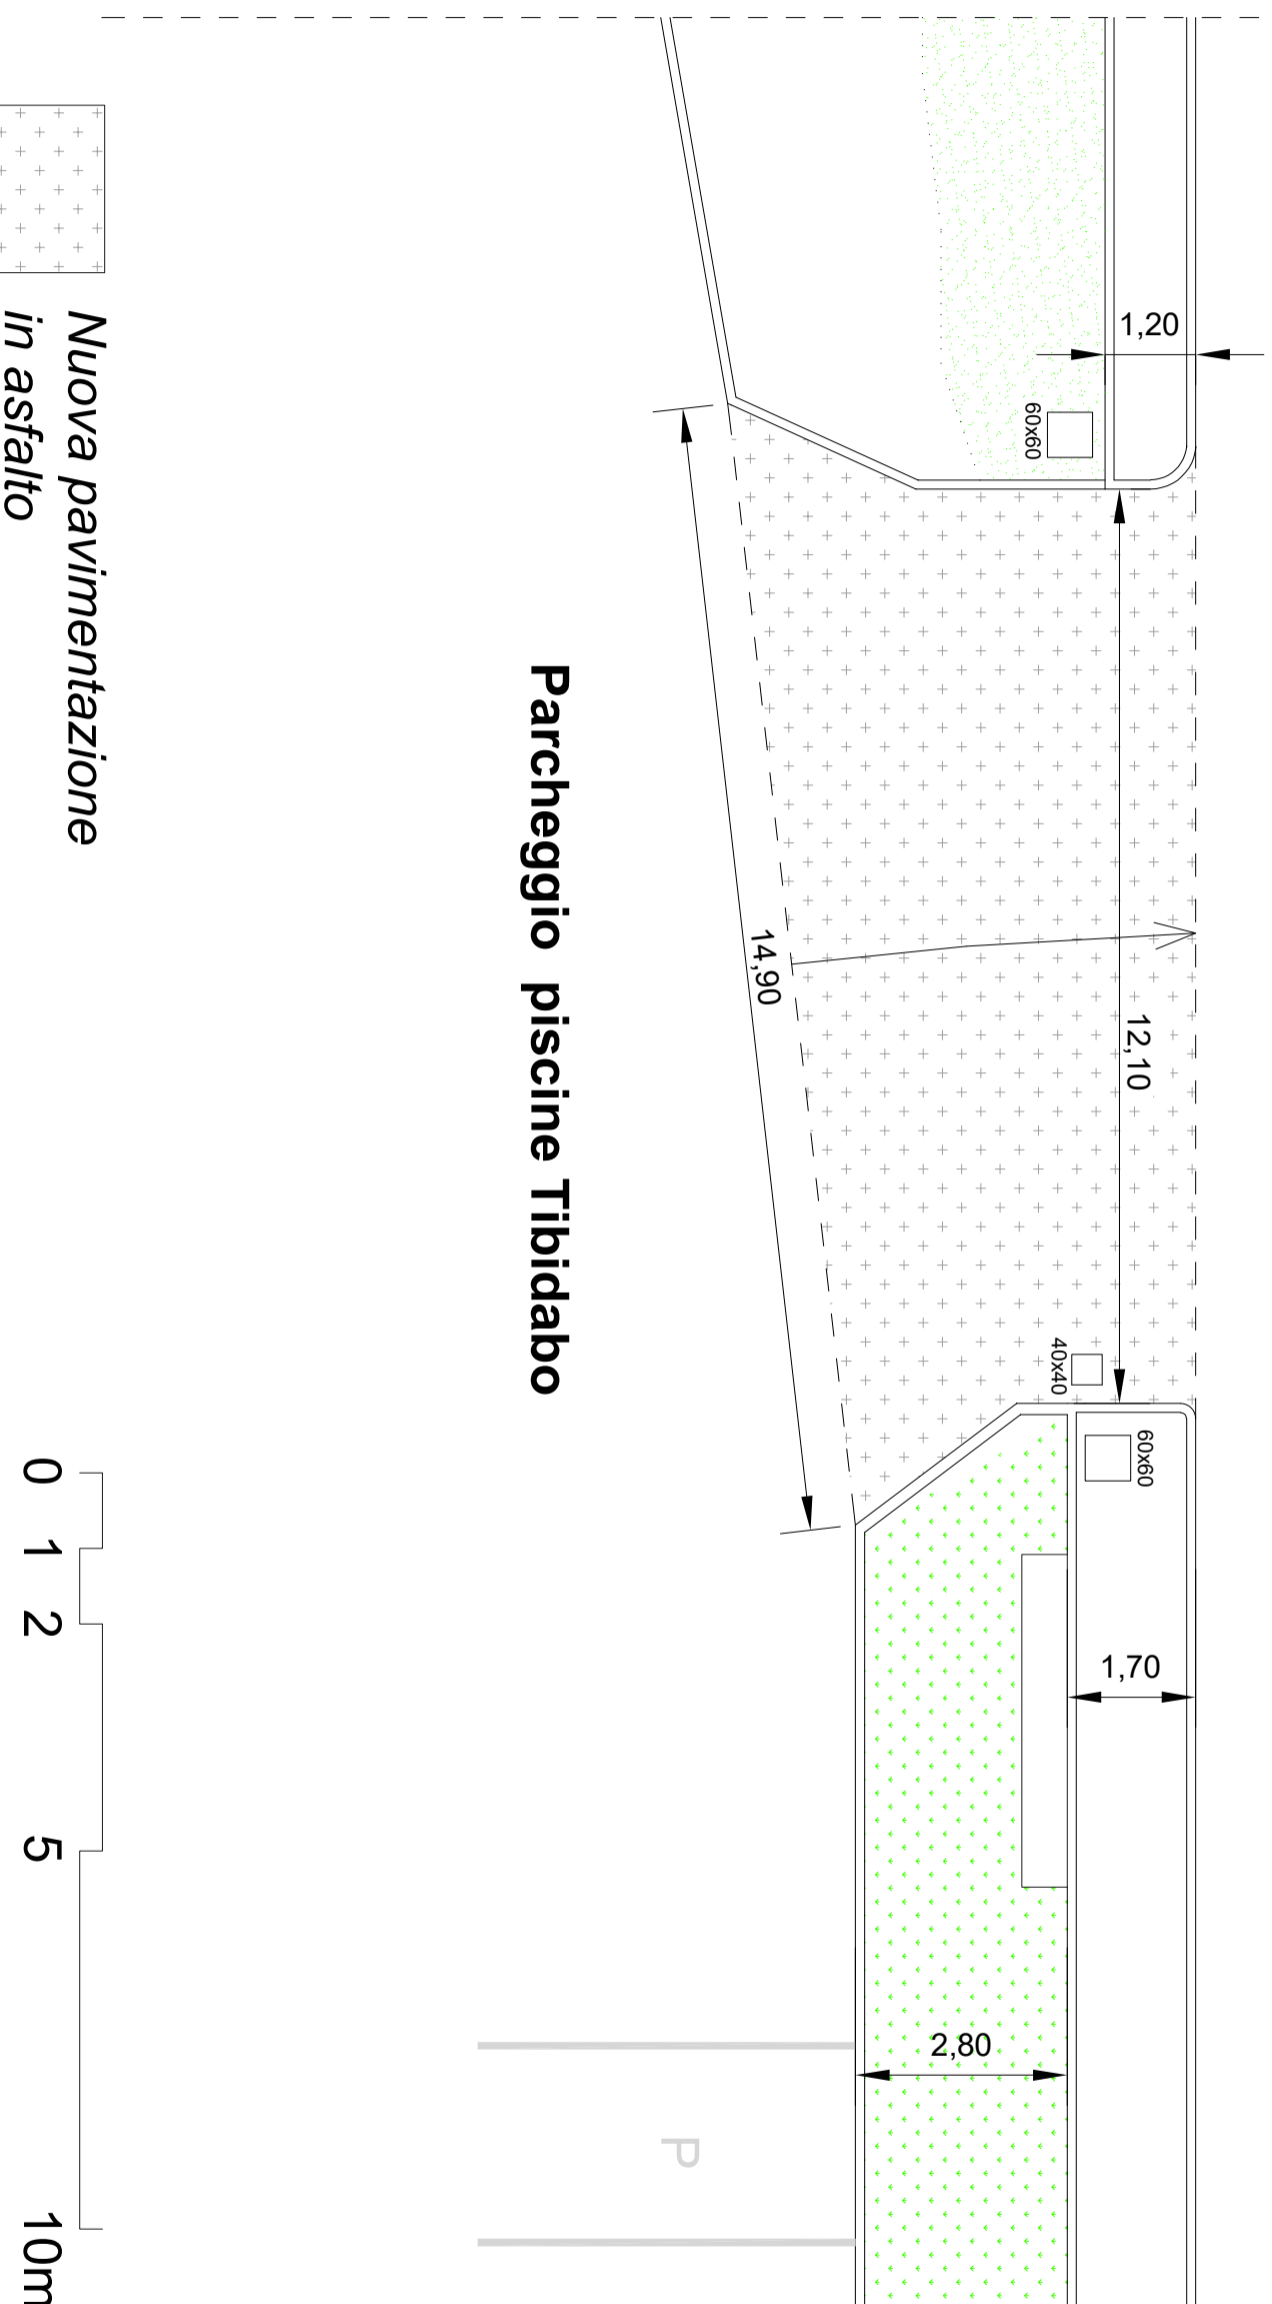 1,20
60x60
12,10
14,90
40x40
60x60
1,70
2,80
P
Parcheggio piscine Tibidabo
Nuova pavimentazione
in asfalto
0 1 2 5 10m